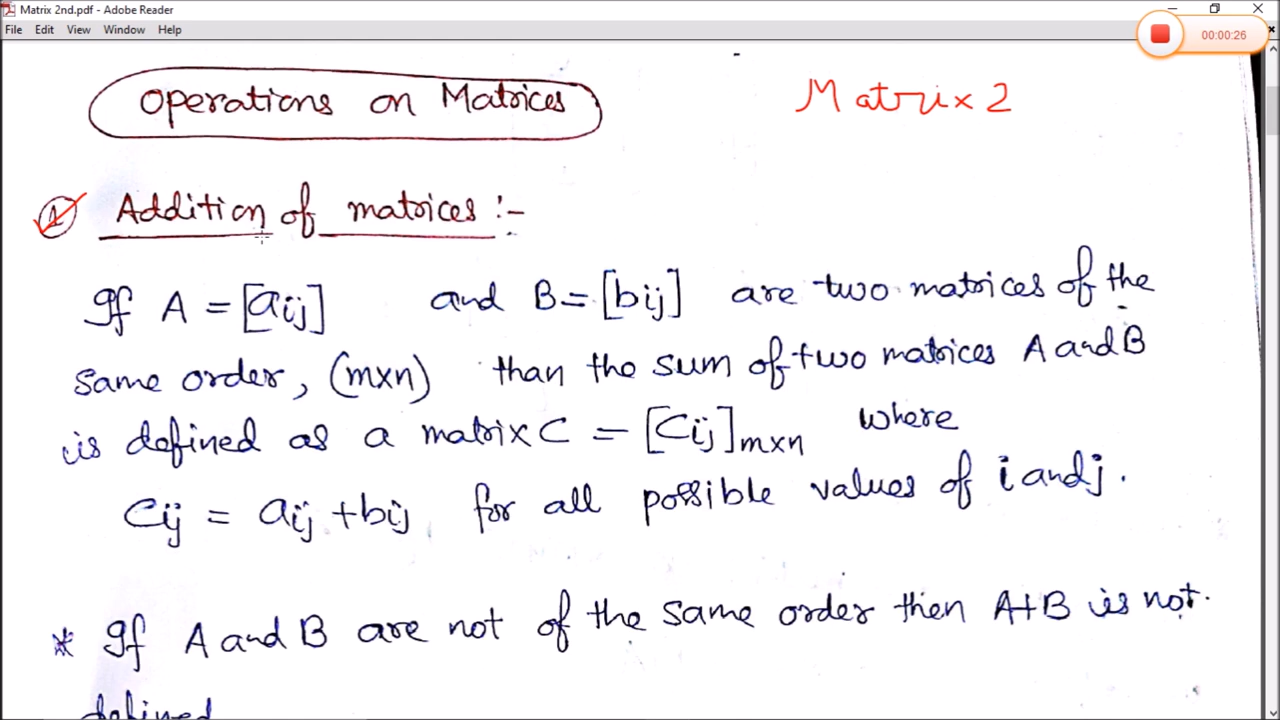 Matrix 2nd.pdf - Adobe Reader
File Edit View Window Help
00:00:26
Operations on Matrices
Matrix 2
1 Addition of matrices :-
If A = [aij] and B = [bij] are two matrices of the
same order, (m×n) than the sum of two matrices A and B
is defined as a matrix C = [Cij]m×n where
Cij = aij + bij for all possible values of i and j.
* If A and B are not of the same order then A+B is not.
defined